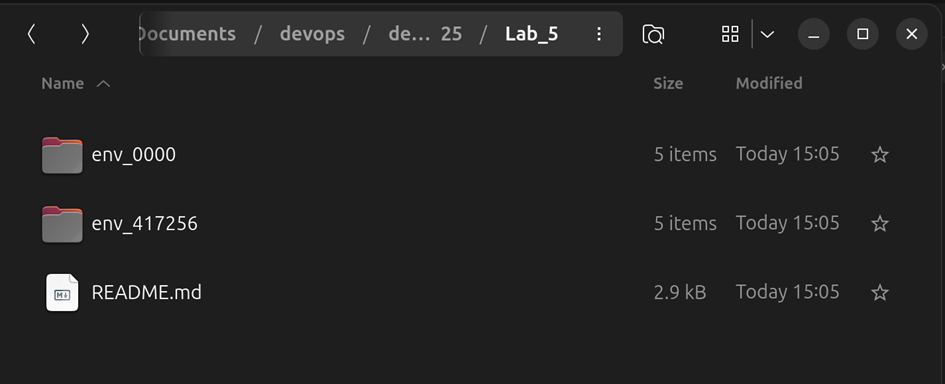 Documents / devops / de... 25 / Lab_5
Name Size Modified
env_0000 5 items Today 15:05
env_417256 5 items Today 15:05
README.md 2.9 kB Today 15:05